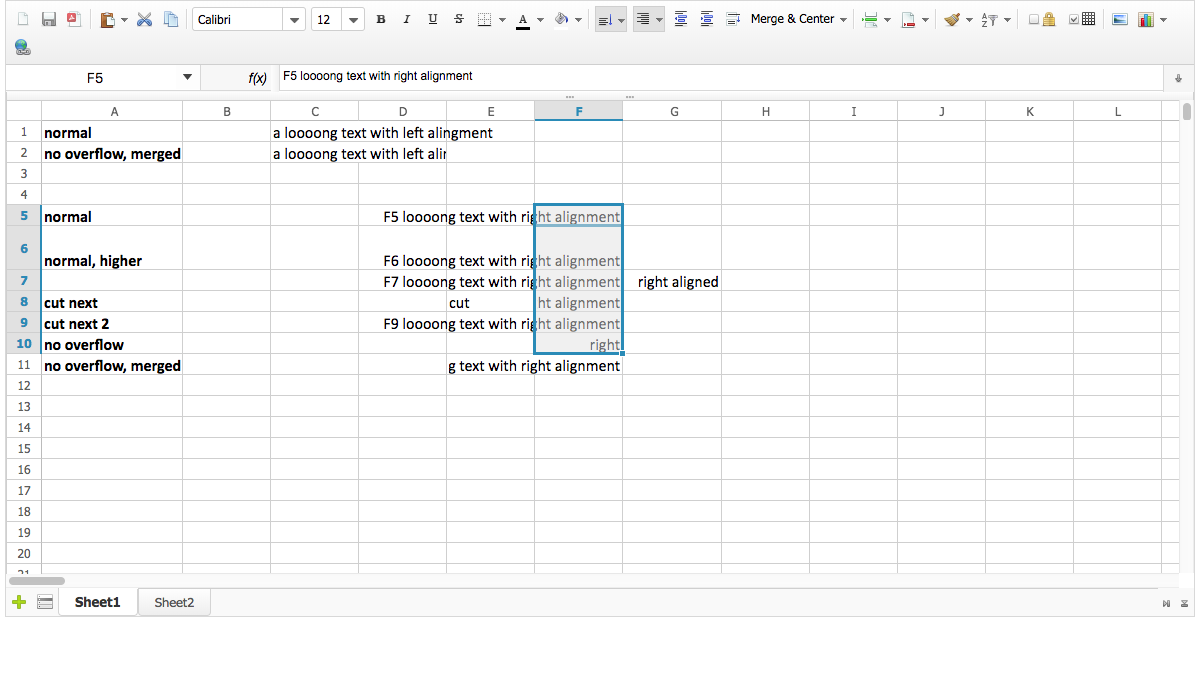 Calibri 12 B I U S A Merge & Center A Z
F5 f(x) F5 loooong text with right alignment
A B C D E F G H I J K L
1 normal a loooong text with left alingment
2 no overflow, merged a loooong text with left alin
3
4
5 normal F5 loooong text with right alignment
6 normal, higher F6 loooong text with right alignment
7 F7 loooong text with right alignment right aligned
8 cut next cut ht alignment
9 cut next 2 F9 loooong text with right alignment
10 no overflow right
11 no overflow, merged g text with right alignment
12
13
14
15
16
17
18
19
20
21
Sheet1 Sheet2